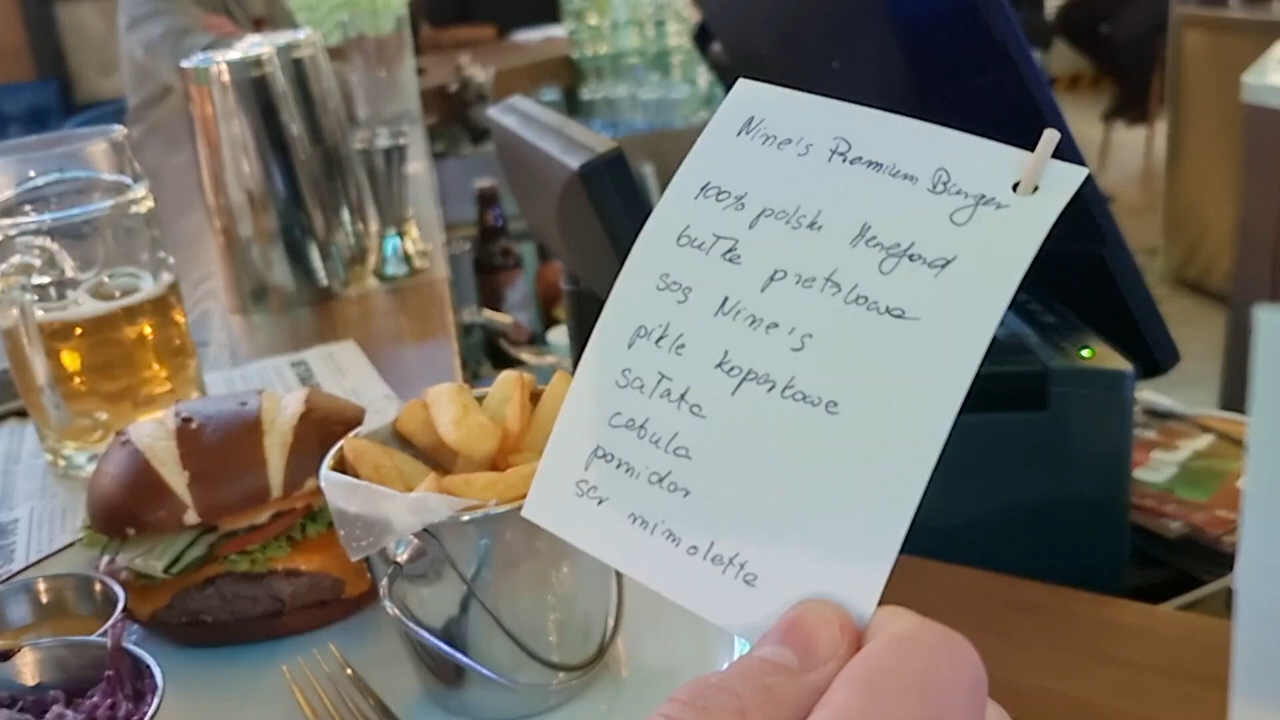 Nine's Premium Burger
100% polski Hereford
bułka pretzlowa
sos Nine's
pikle koperkowe
sałata
cebula
pomidor
ser mimolette